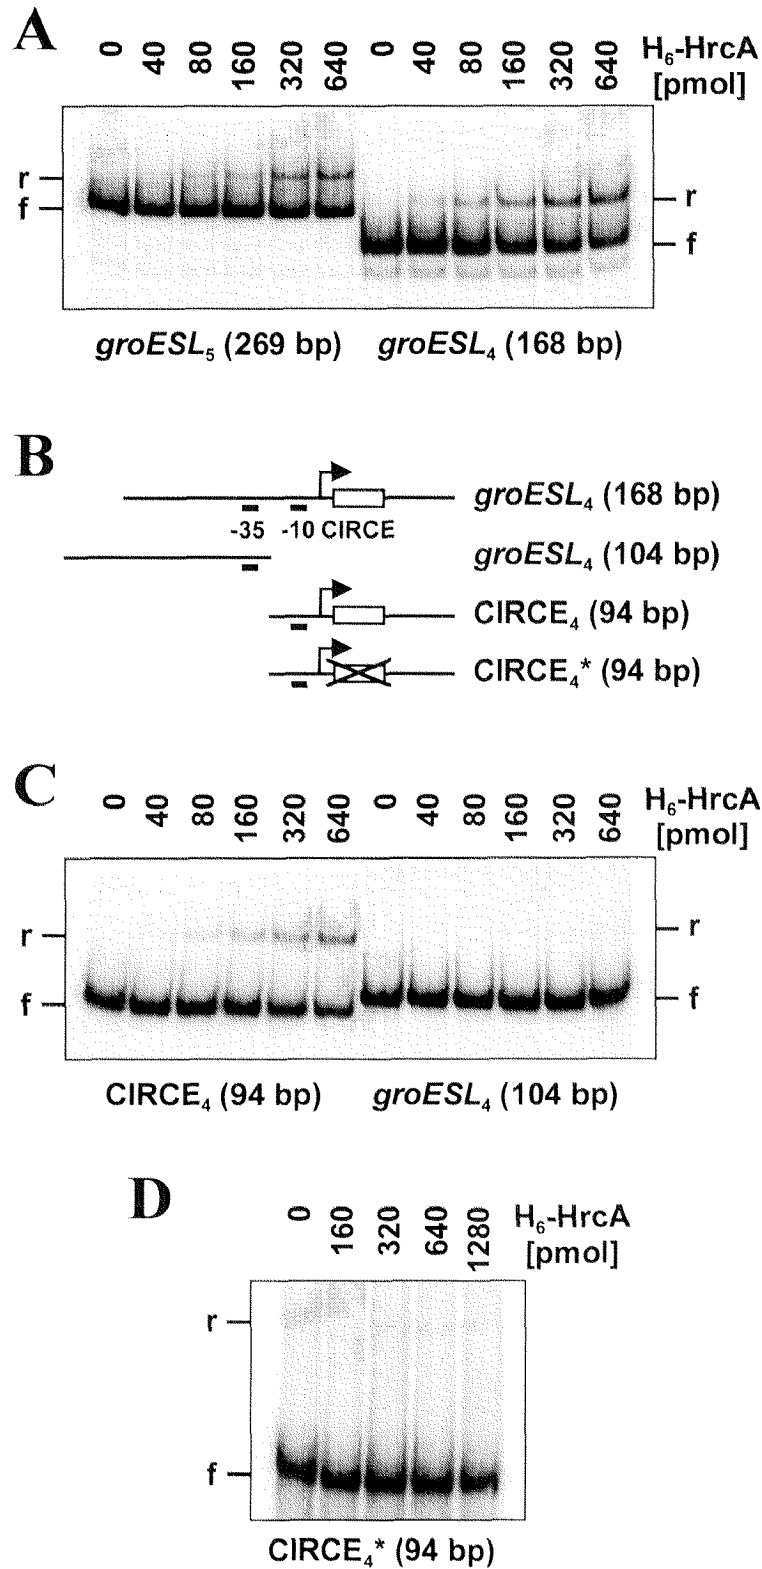 A
0 40 80 160 320 640 0 40 80 160 320 640 H6-HrcA
[pmol]
r
f
r
f
groESL5 (269 bp) groESL4 (168 bp)
B
groESL4 (168 bp)
-35 -10 CIRCE
groESL4 (104 bp)
CIRCE4 (94 bp)
CIRCE4* (94 bp)
C
0 40 80 160 320 640 0 40 80 160 320 640 H6-HrcA
[pmol]
r
f
r
f
CIRCE4 (94 bp) groESL4 (104 bp)
D
0 160 320 640 1280 H6-HrcA
[pmol]
r
f
CIRCE4* (94 bp)